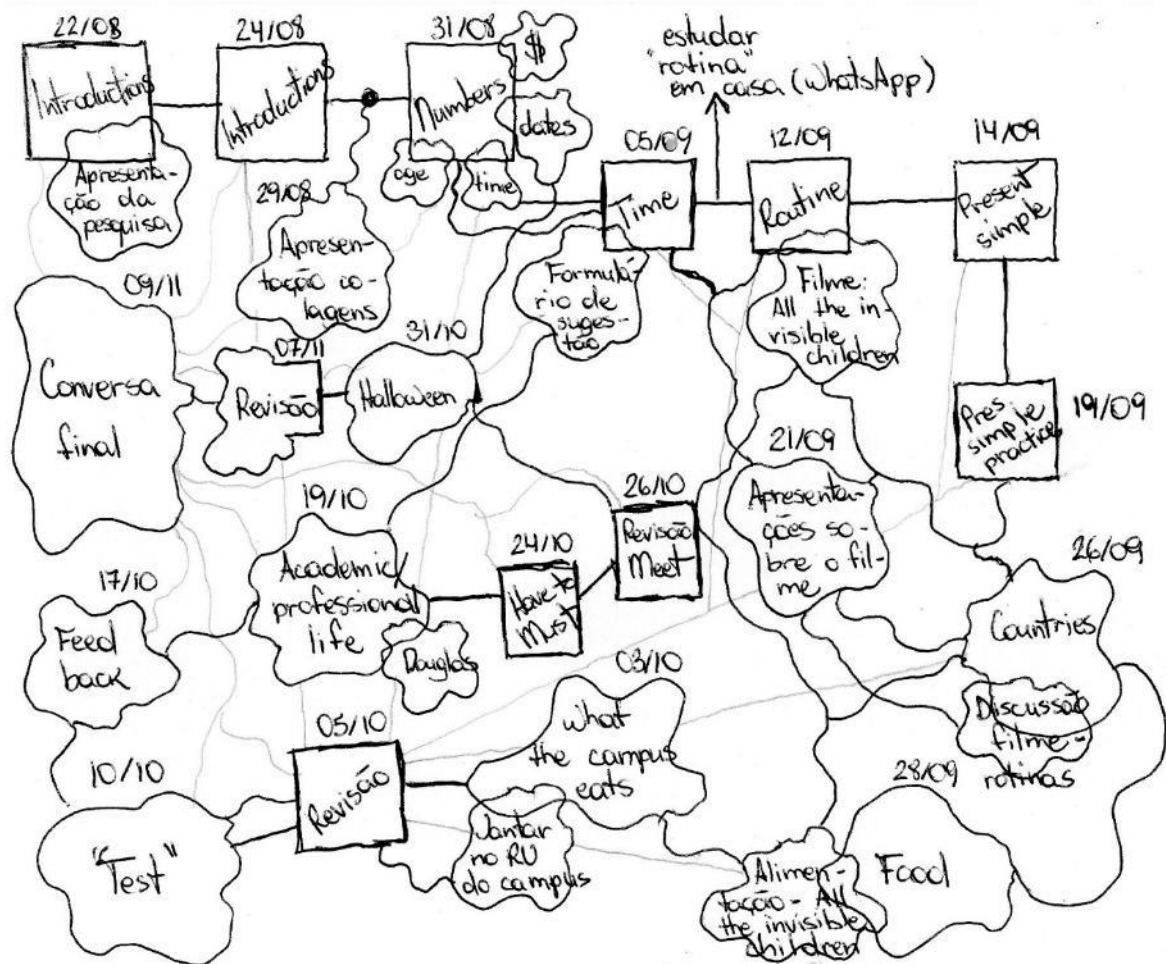 22/08
Introductions
Apresenta-
ção da
pesquisa
24/08
Introductions
29/08
Apresen-
tação co-
lagens
31/08
Numbers
$
dates
age
time
estudar
"rotina"
em casa (WhatsApp)
05/09
Time
Formulá-
rio de
suges-
tão
12/09
Routine
Filme:
All the in-
visible
children
14/09
Present
simple
19/09
Pres
simple
practice
21/09
Apresenta-
ções so-
bre o fil-
me
26/09
Countries
Discussão
filme-
rotinas
28/09
Food
Alimen-
tação - All
the invisible
children
03/10
What
the campus
eats
Jantar
no RU
do campus
05/10
Revisão
10/10
"Test"
17/10
Feed
back
19/10
Academic/
professional
life
Douglas
24/10
Have to
Must
26/10
Revisão
Meet
31/10
Halloween
07/11
Revisão
09/11
Conversa
final